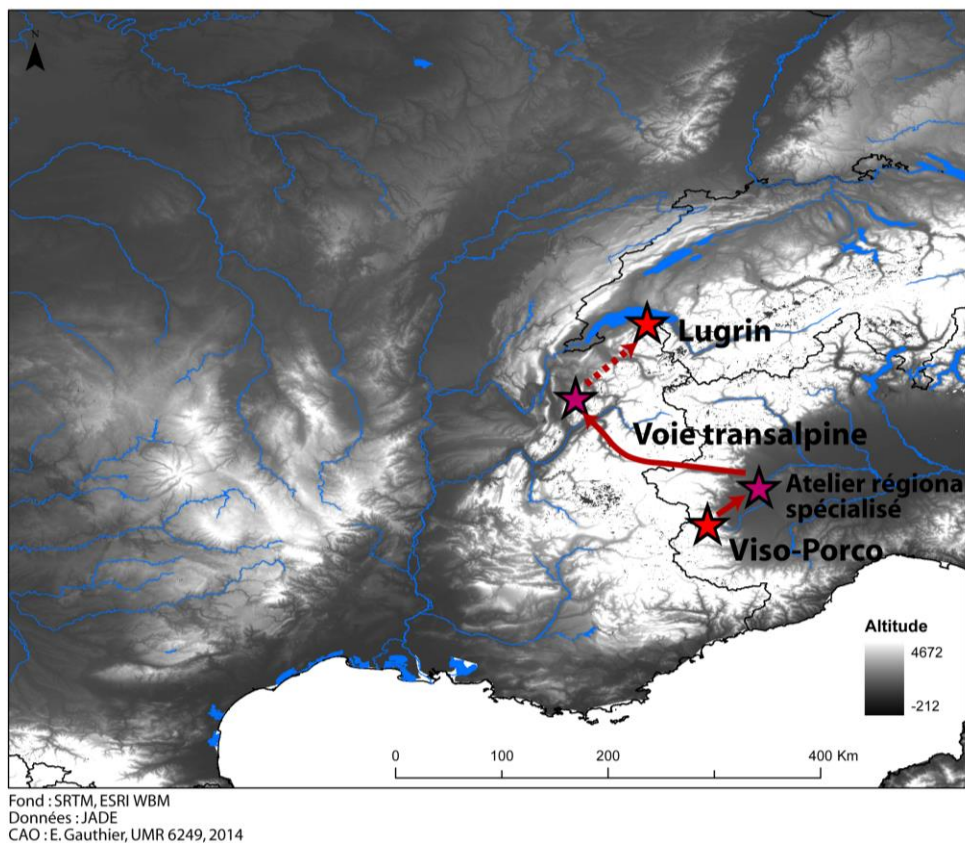 N
Lugrin
Voie transalpine
Atelier régiona
spécialisé
Viso-Porco
Altitude
4672
-212
0 100 200 400 Km
Fond : SRTM, ESRI WBM
Données : JADE
CAO : E. Gauthier, UMR 6249, 2014